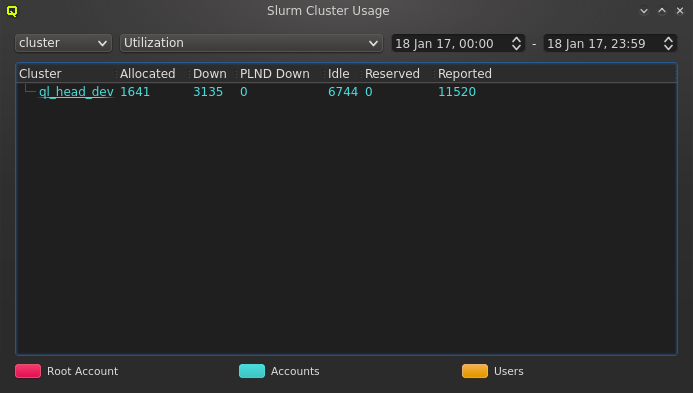 Slurm Cluster Usage
cluster Utilization 18 Jan 17, 00:00 - 18 Jan 17, 23:59
Cluster Allocated Down PLND Down Idle Reserved Reported
ql_head_dev 1641 3135 0 6744 0 11520
Root Account Accounts Users